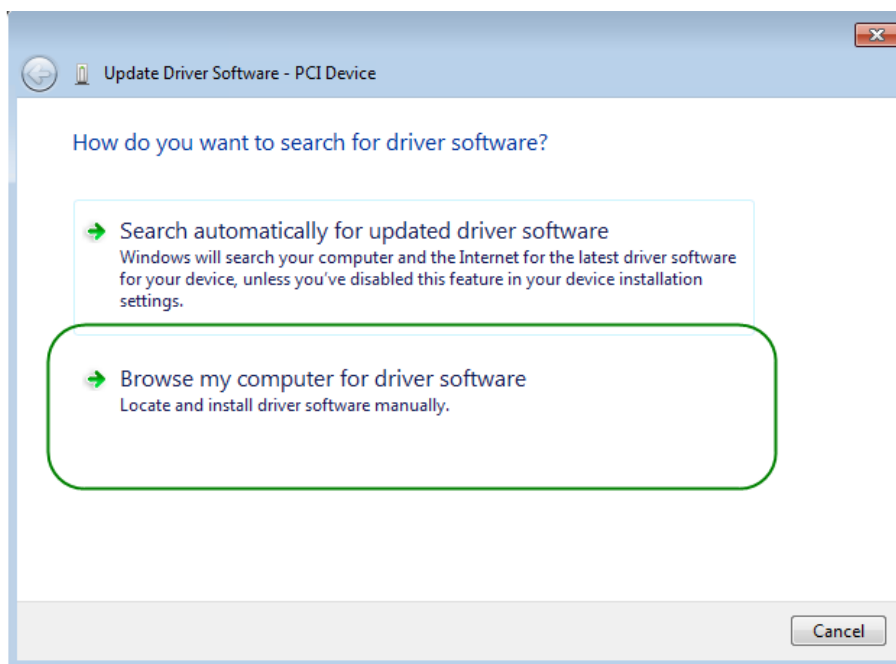 Update Driver Software - PCI Device
How do you want to search for driver software?
Search automatically for updated driver software
Windows will search your computer and the Internet for the latest driver software
for your device, unless you've disabled this feature in your device installation
settings.
Browse my computer for driver software
Locate and install driver software manually.
Cancel